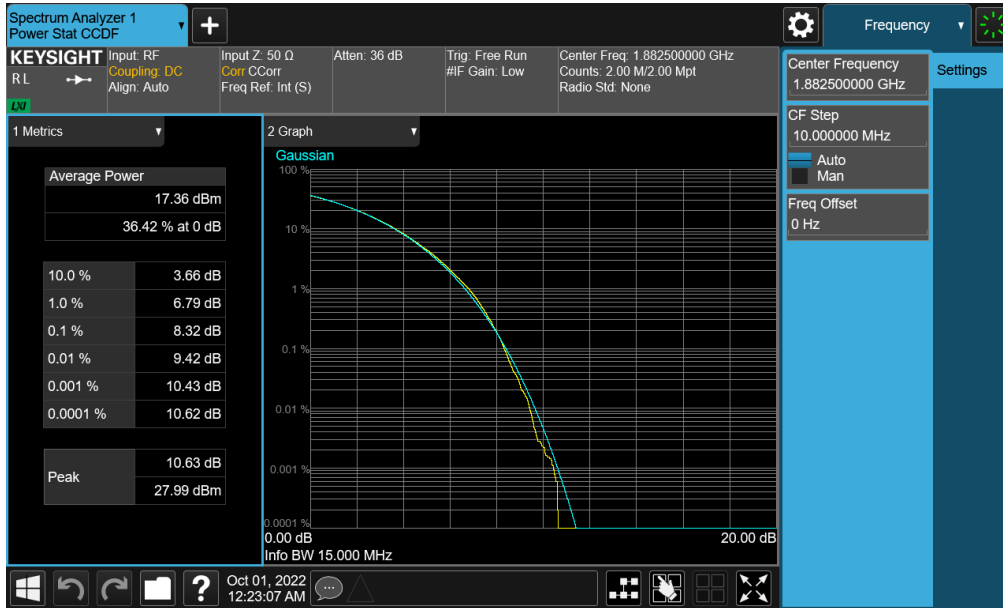 Spectrum Analyzer 1
Power Stat CCDF
+
Frequency
KEYSIGHT
R L
LXI
Input: RF
Coupling: DC
Align: Auto
Input Z: 50 Ω
Corr CCorr
Freq Ref: Int (S)
Atten: 36 dB
Trig: Free Run
#IF Gain: Low
Center Freq: 1.882500000 GHz
Counts: 2.00 M/2.00 Mpt
Radio Std: None
Center Frequency
1.882500000 GHz
Settings
CF Step
10.000000 MHz
Auto
Man
Freq Offset
0 Hz
1 Metrics
Average Power
17.36 dBm
36.42 % at 0 dB
10.0 % 3.66 dB
1.0 % 6.79 dB
0.1 % 8.32 dB
0.01 % 9.42 dB
0.001 % 10.43 dB
0.0001 % 10.62 dB
Peak 10.63 dB
27.99 dBm
2 Graph
Gaussian
100 %
10 %
1 %
0.1 %
0.01 %
0.001 %
0.0001 %
0.00 dB 20.00 dB
Info BW 15.000 MHz
?
Oct 01, 2022
12:23:07 AM